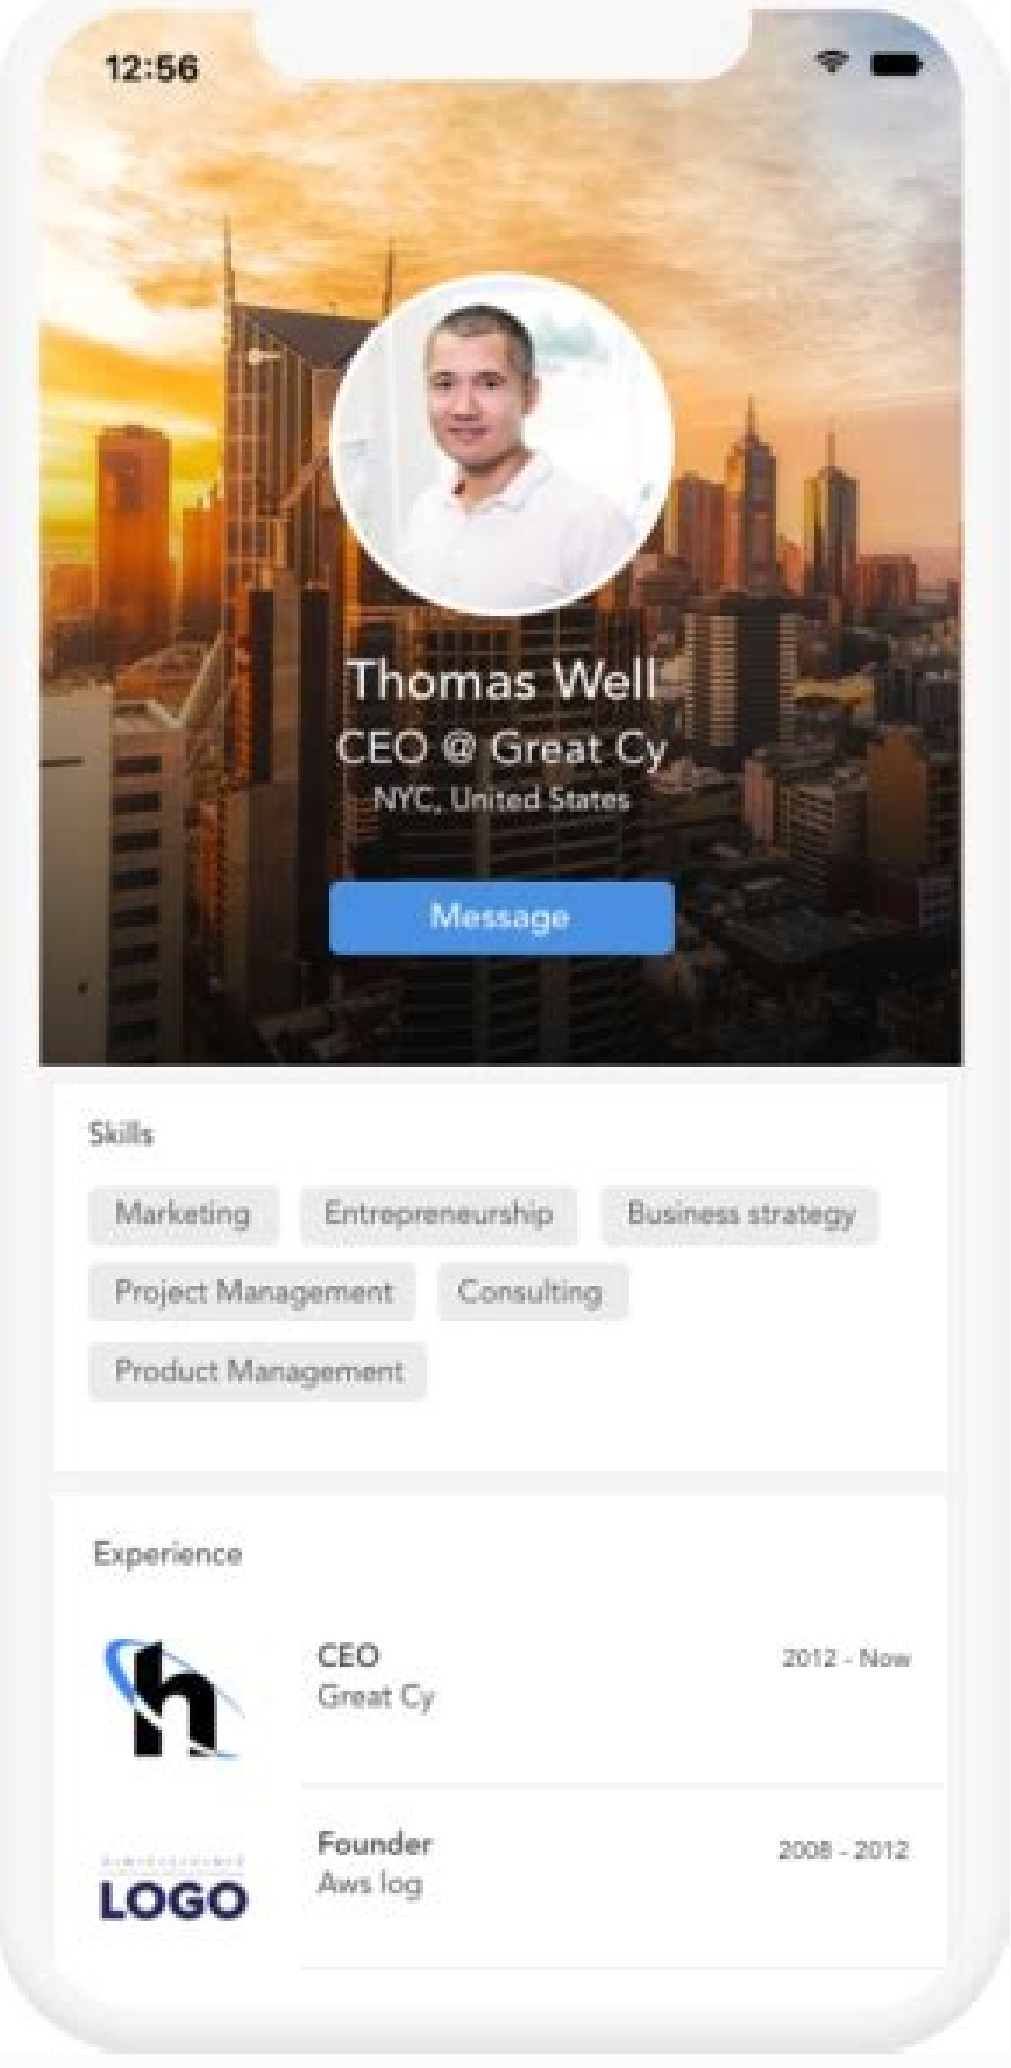 12:56
Thomas Well
CEO @ Great Cy
NYC, United States
Message
Skills
Marketing Entrepreneurship Business strategy
Project Management Consulting
Product Management
Experience
CEO 2012 - Now
Great Cy
Founder 2008 - 2012
Aws log
LOGO